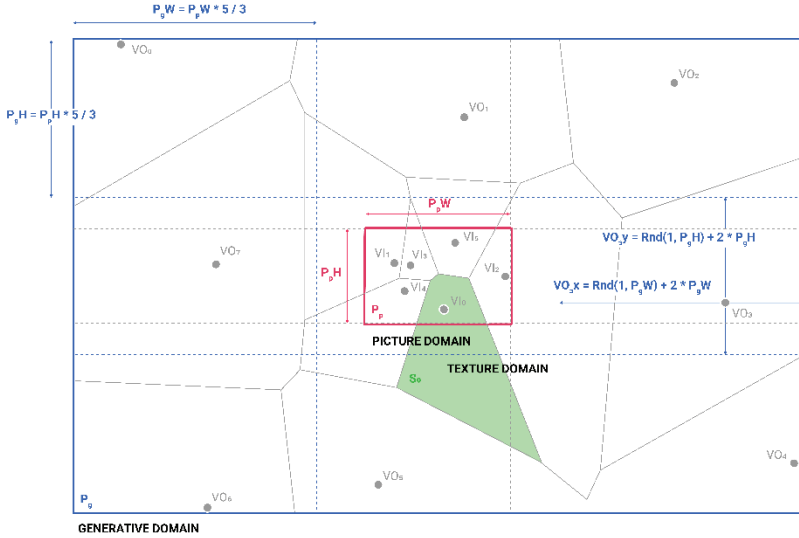 PgW = PpW * 5 / 3
VO₀
VO₂
PgH = PpH * 5 / 3
VO₁
PpW
VO₃y = Rnd(1, PgH) + 2 * PgH
VI₅
VO₇
VI₁
VI₃
PpH
VI₂
VO₃x = Rnd(1, PgW) + 2 * PgW
VI₄
VI₀
Pp
VO₃
PICTURE DOMAIN
TEXTURE DOMAIN
S₀
VO₄
VO₅
Pg
VO₆
GENERATIVE DOMAIN